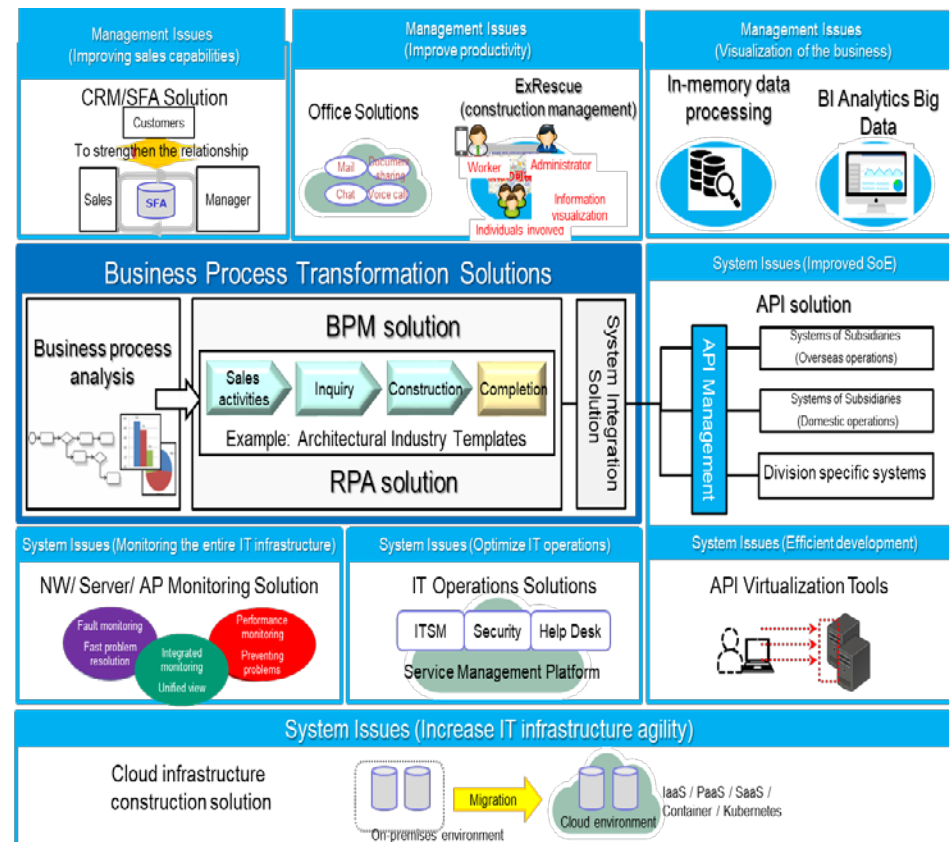 Management Issues
(Improving sales capabilities)
CRM/SFA Solution
Customers
To strengthen the relationship
Sales
SFA
Manager
Management Issues
(Improve productivity)
Office Solutions
Mail
Document
sharing
Chat
Voice call
ExRescue
(construction management)
Worker
Administrator
Information
visualization
Individuals involved
Management Issues
(Visualization of the business)
In-memory data
processing
BI Analytics Big
Data
Business Process Transformation Solutions
Business process
analysis
BPM solution
Sales
activities
Inquiry
Construction
Completion
Example: Architectural Industry Templates
RPA solution
System Integration
Solution
System Issues (Improved SoE)
API solution
API Management
Systems of Subsidiaries
(Overseas operations)
Systems of Subsidiaries
(Domestic operations)
Division specific systems
System Issues (Monitoring the entire IT infrastructure)
NW/ Server/ AP Monitoring Solution
Fault monitoring
Fast problem
resolution
Integrated
monitoring
Unified view
Performance
monitoring
Preventing
problems
System Issues (Optimize IT operations)
IT Operations Solutions
ITSM
Security
Help Desk
Service Management Platform
System Issues (Efficient development)
API Virtualization Tools
System Issues (Increase IT infrastructure agility)
Cloud infrastructure
construction solution
On-premises environment
Migration
Cloud environment
IaaS / PaaS / SaaS /
Container / Kubernetes